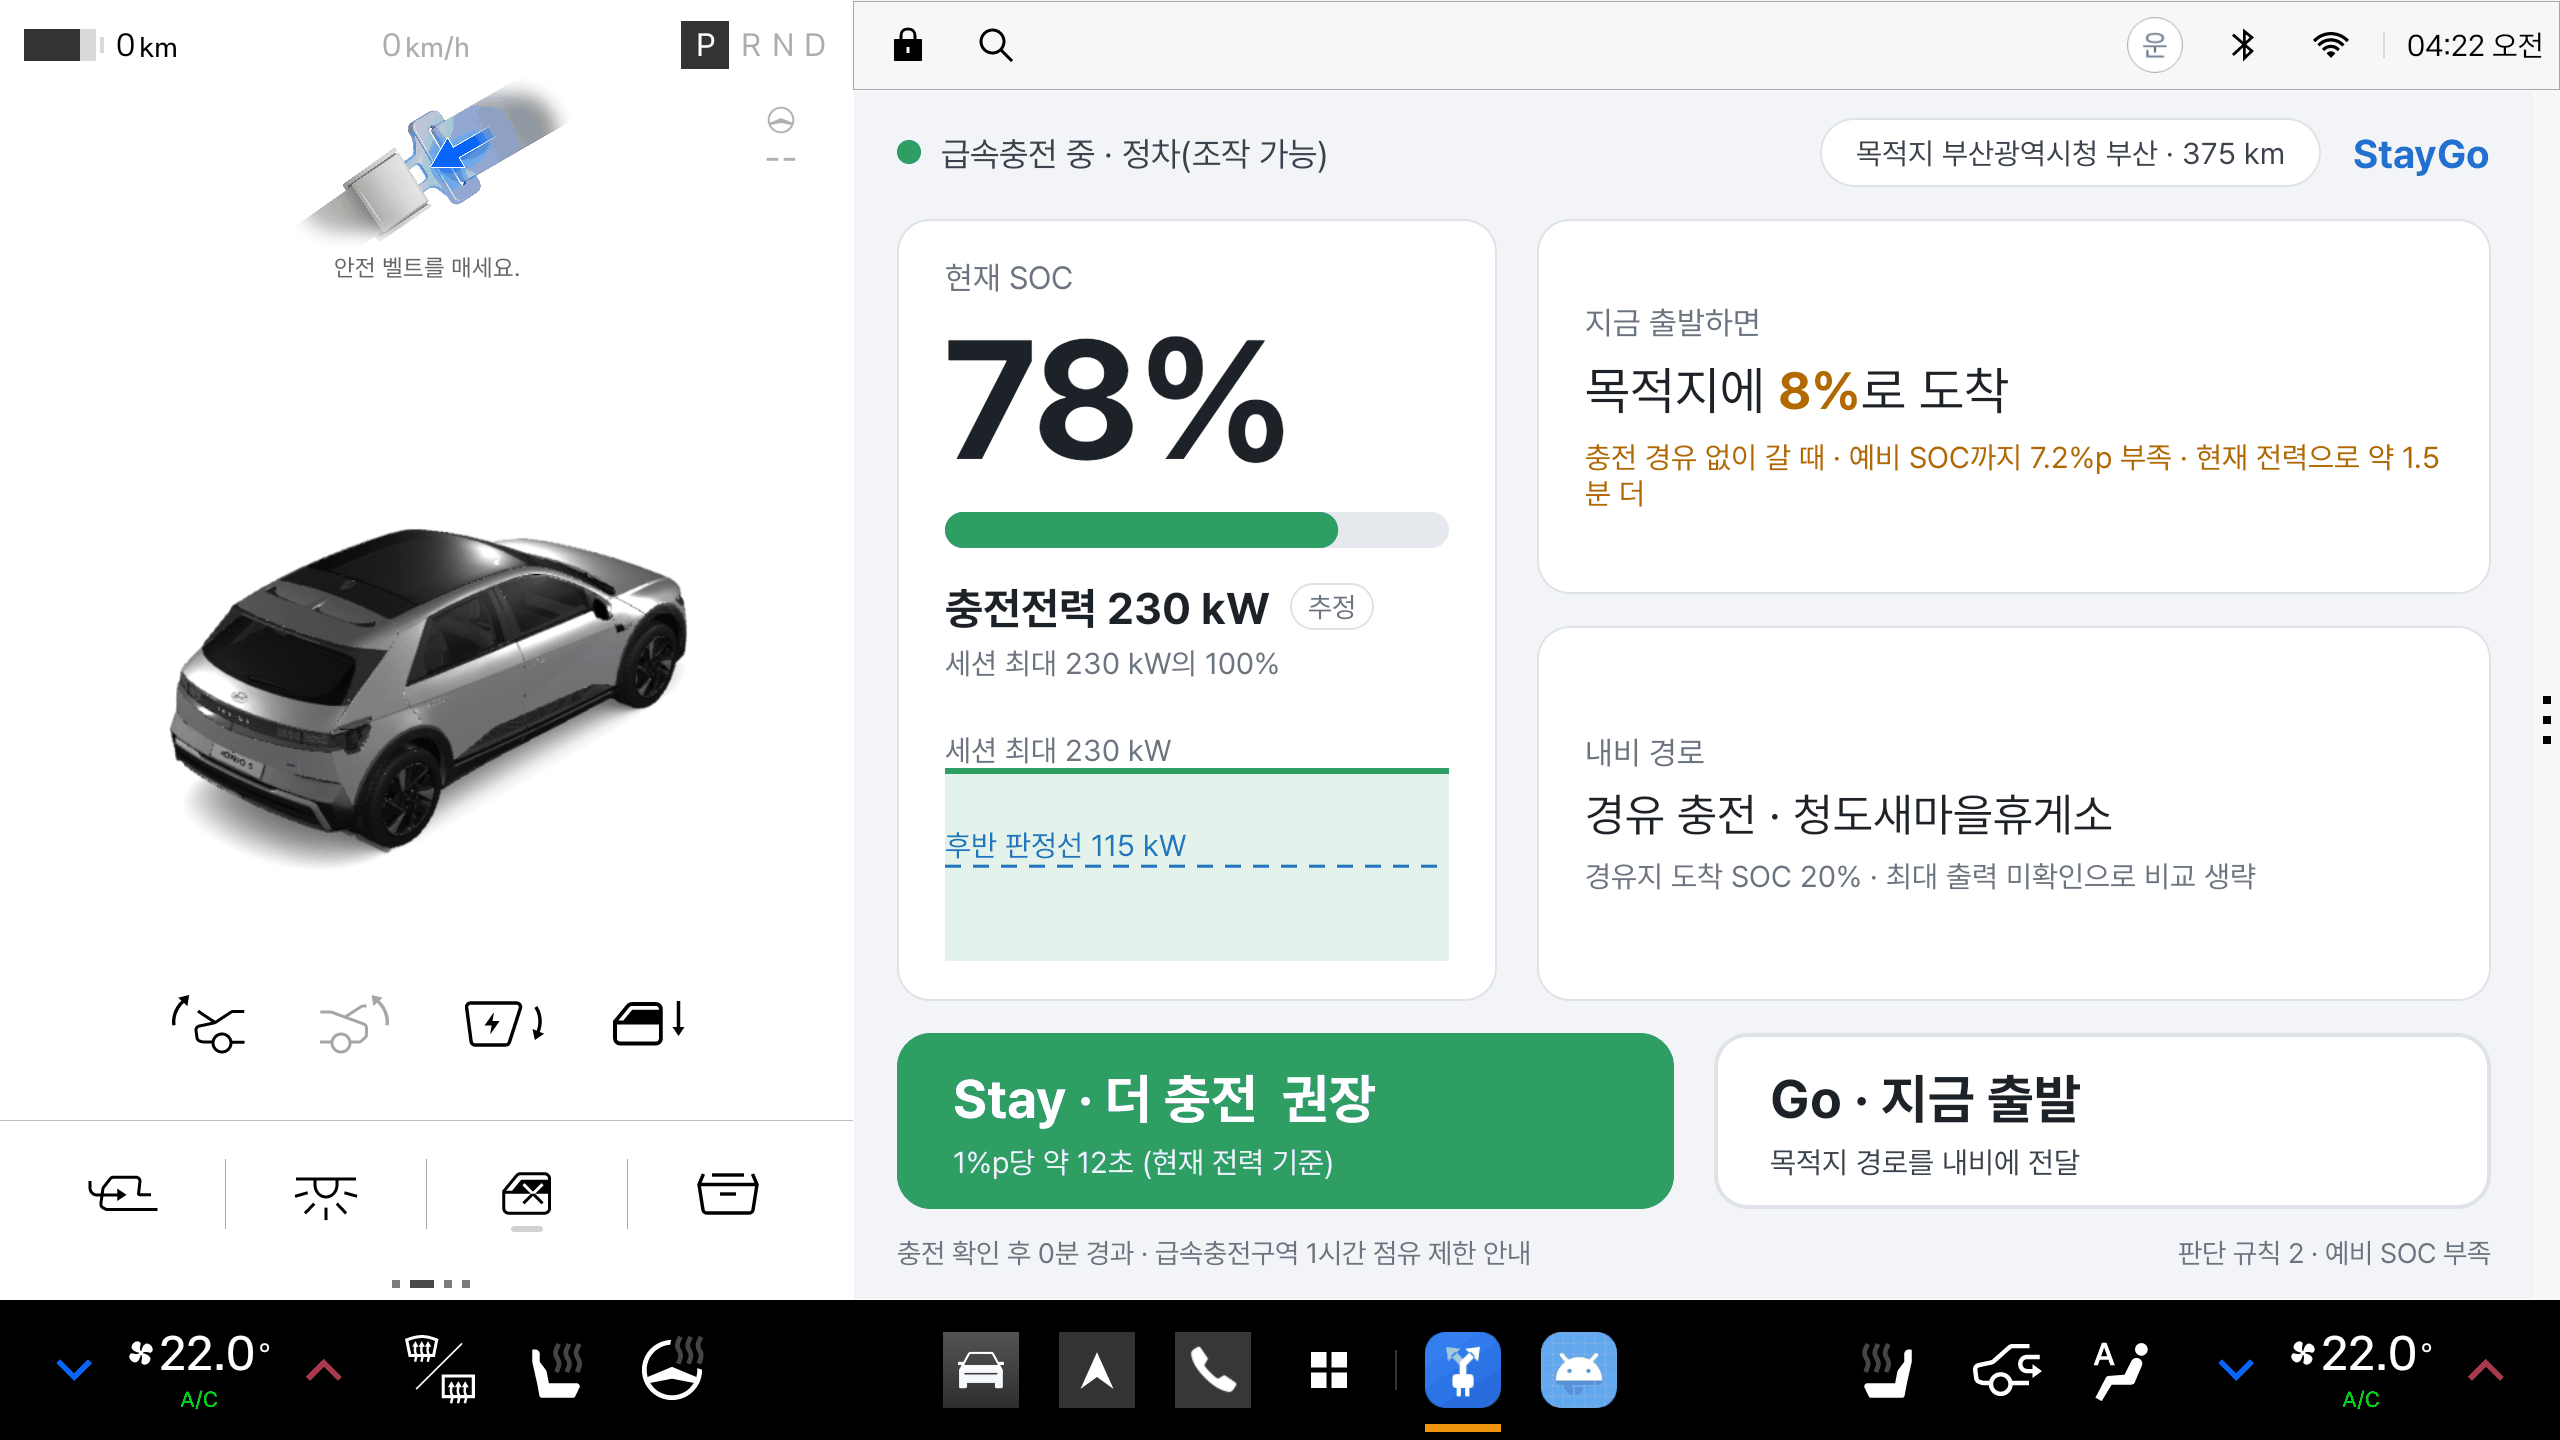 0 km
0 km/h
P R N D
안전 벨트를 매세요.
운
04:22 오전
급속충전 중 · 정차(조작 가능)
목적지 부산광역시청 부산 · 375 km
StayGo
현재 SOC
78%
충전전력 230 kW 추정
세션 최대 230 kW의 100%
세션 최대 230 kW
후반 판정선 115 kW
지금 출발하면
목적지에 8%로 도착
충전 경유 없이 갈 때 · 예비 SOC까지 7.2%p 부족 · 현재 전력으로 약 1.5
분 더
내비 경로
경유 충전 · 청도새마을휴게소
경유지 도착 SOC 20% · 최대 출력 미확인으로 비교 생략
Stay · 더 충전 권장
1%p당 약 12초 (현재 전력 기준)
Go · 지금 출발
목적지 경로를 내비에 전달
충전 확인 후 0분 경과 · 급속충전구역 1시간 점유 제한 안내
판단 규칙 2 · 예비 SOC 부족
22.0°
A/C
A
22.0°
A/C